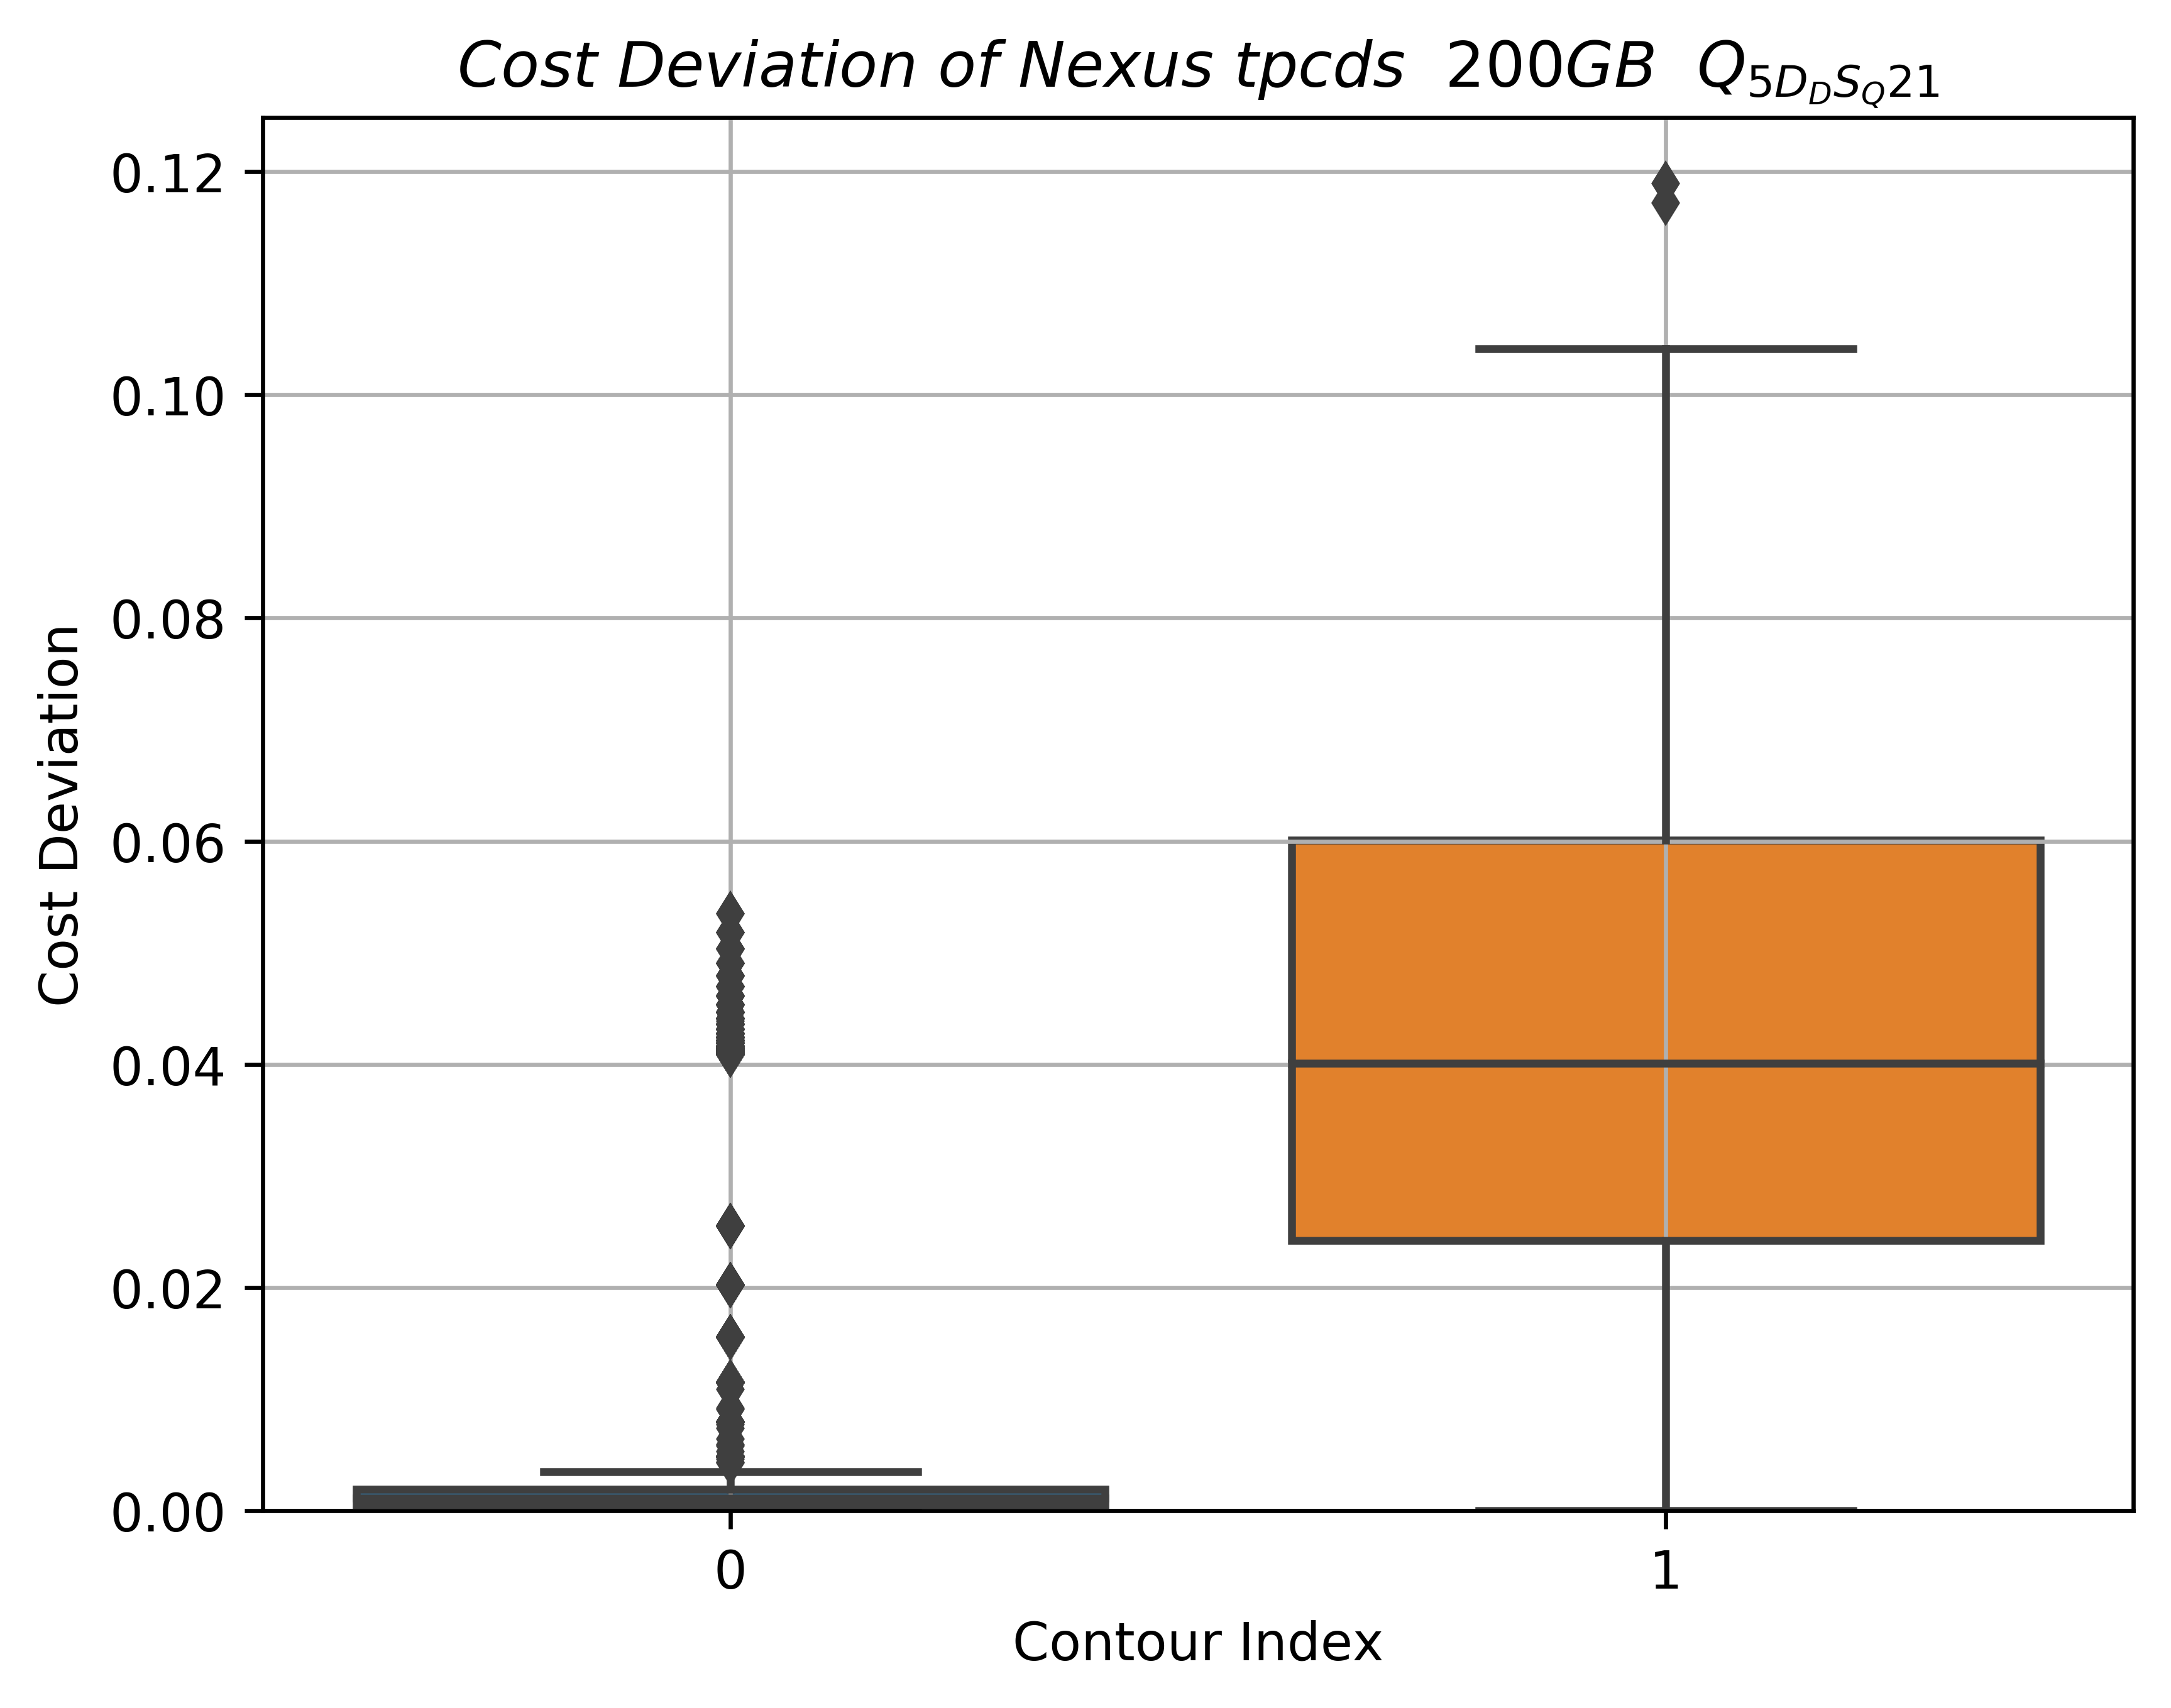 Cost Deviation of Nexus tpcds 200GB Q5DDSQ21
0.12
0.10
0.08
0.06
0.04
0.02
0.00
Cost Deviation
0 1
Contour Index